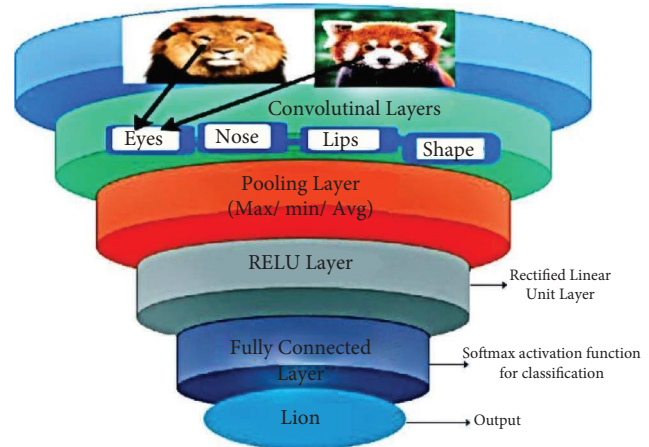 Convolutinal Layers
Eyes
Nose
Lips
Shape
Pooling Layer
(Max/ min/ Avg)
RELU Layer
Rectified Linear
Unit Layer
Fully Connected
Layer
Softmax activation function
for classification
Lion
Output